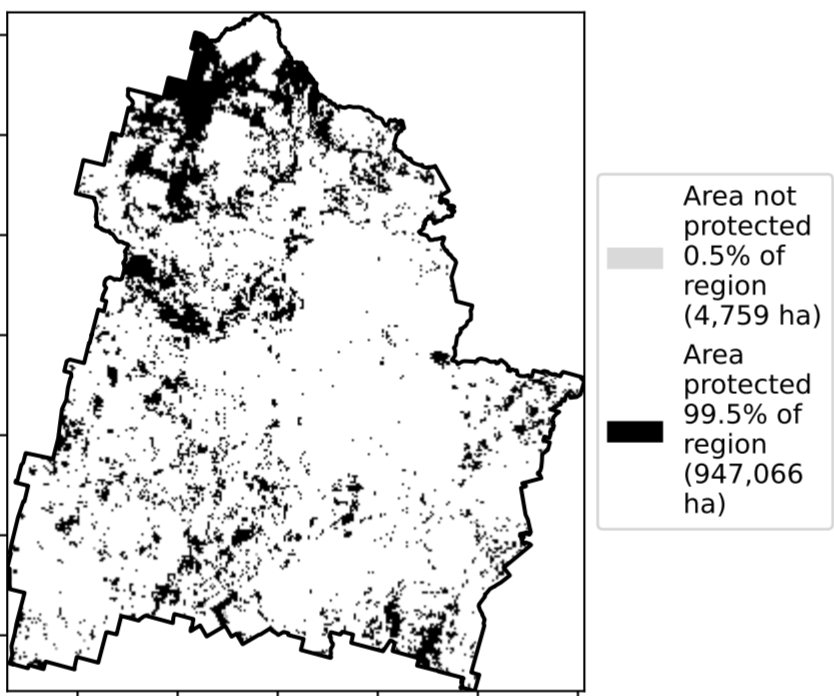 Area not
protected
0.5% of
region
(4,759 ha)
Area
protected
99.5% of
region
(947,066
ha)